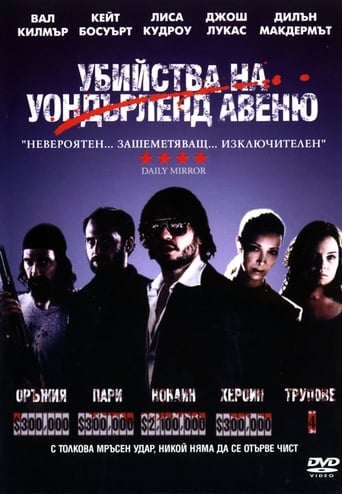 ВАЛ КЕЙТ ЛИСА ДЖОШ ДИЛЪН
КИЛМЪР БОСУЪРТ КУДРОУ ЛУКАС МАКДЕРМЪТ
УБИЙСТВА НА...
УОНДЪРЛЕНД АВЕНЮ
"НЕВЕРОЯТЕН... ЗАШЕМЕТЯВАЩ... ИЗКЛЮЧИТЕЛЕН"
DAILY MIRROR
ОРЪЖИЯ ПАРИ КОКАИН ХЕРОИН ТРУПОВЕ
$300,000 $300,000 $2,100,000 $300,000 4
С ТОЛКОВА МРЪСЕН УДАР, НИКОЙ НЯМА ДА СЕ ОТЪРВЕ ЧИСТ
DVD
VIDEO